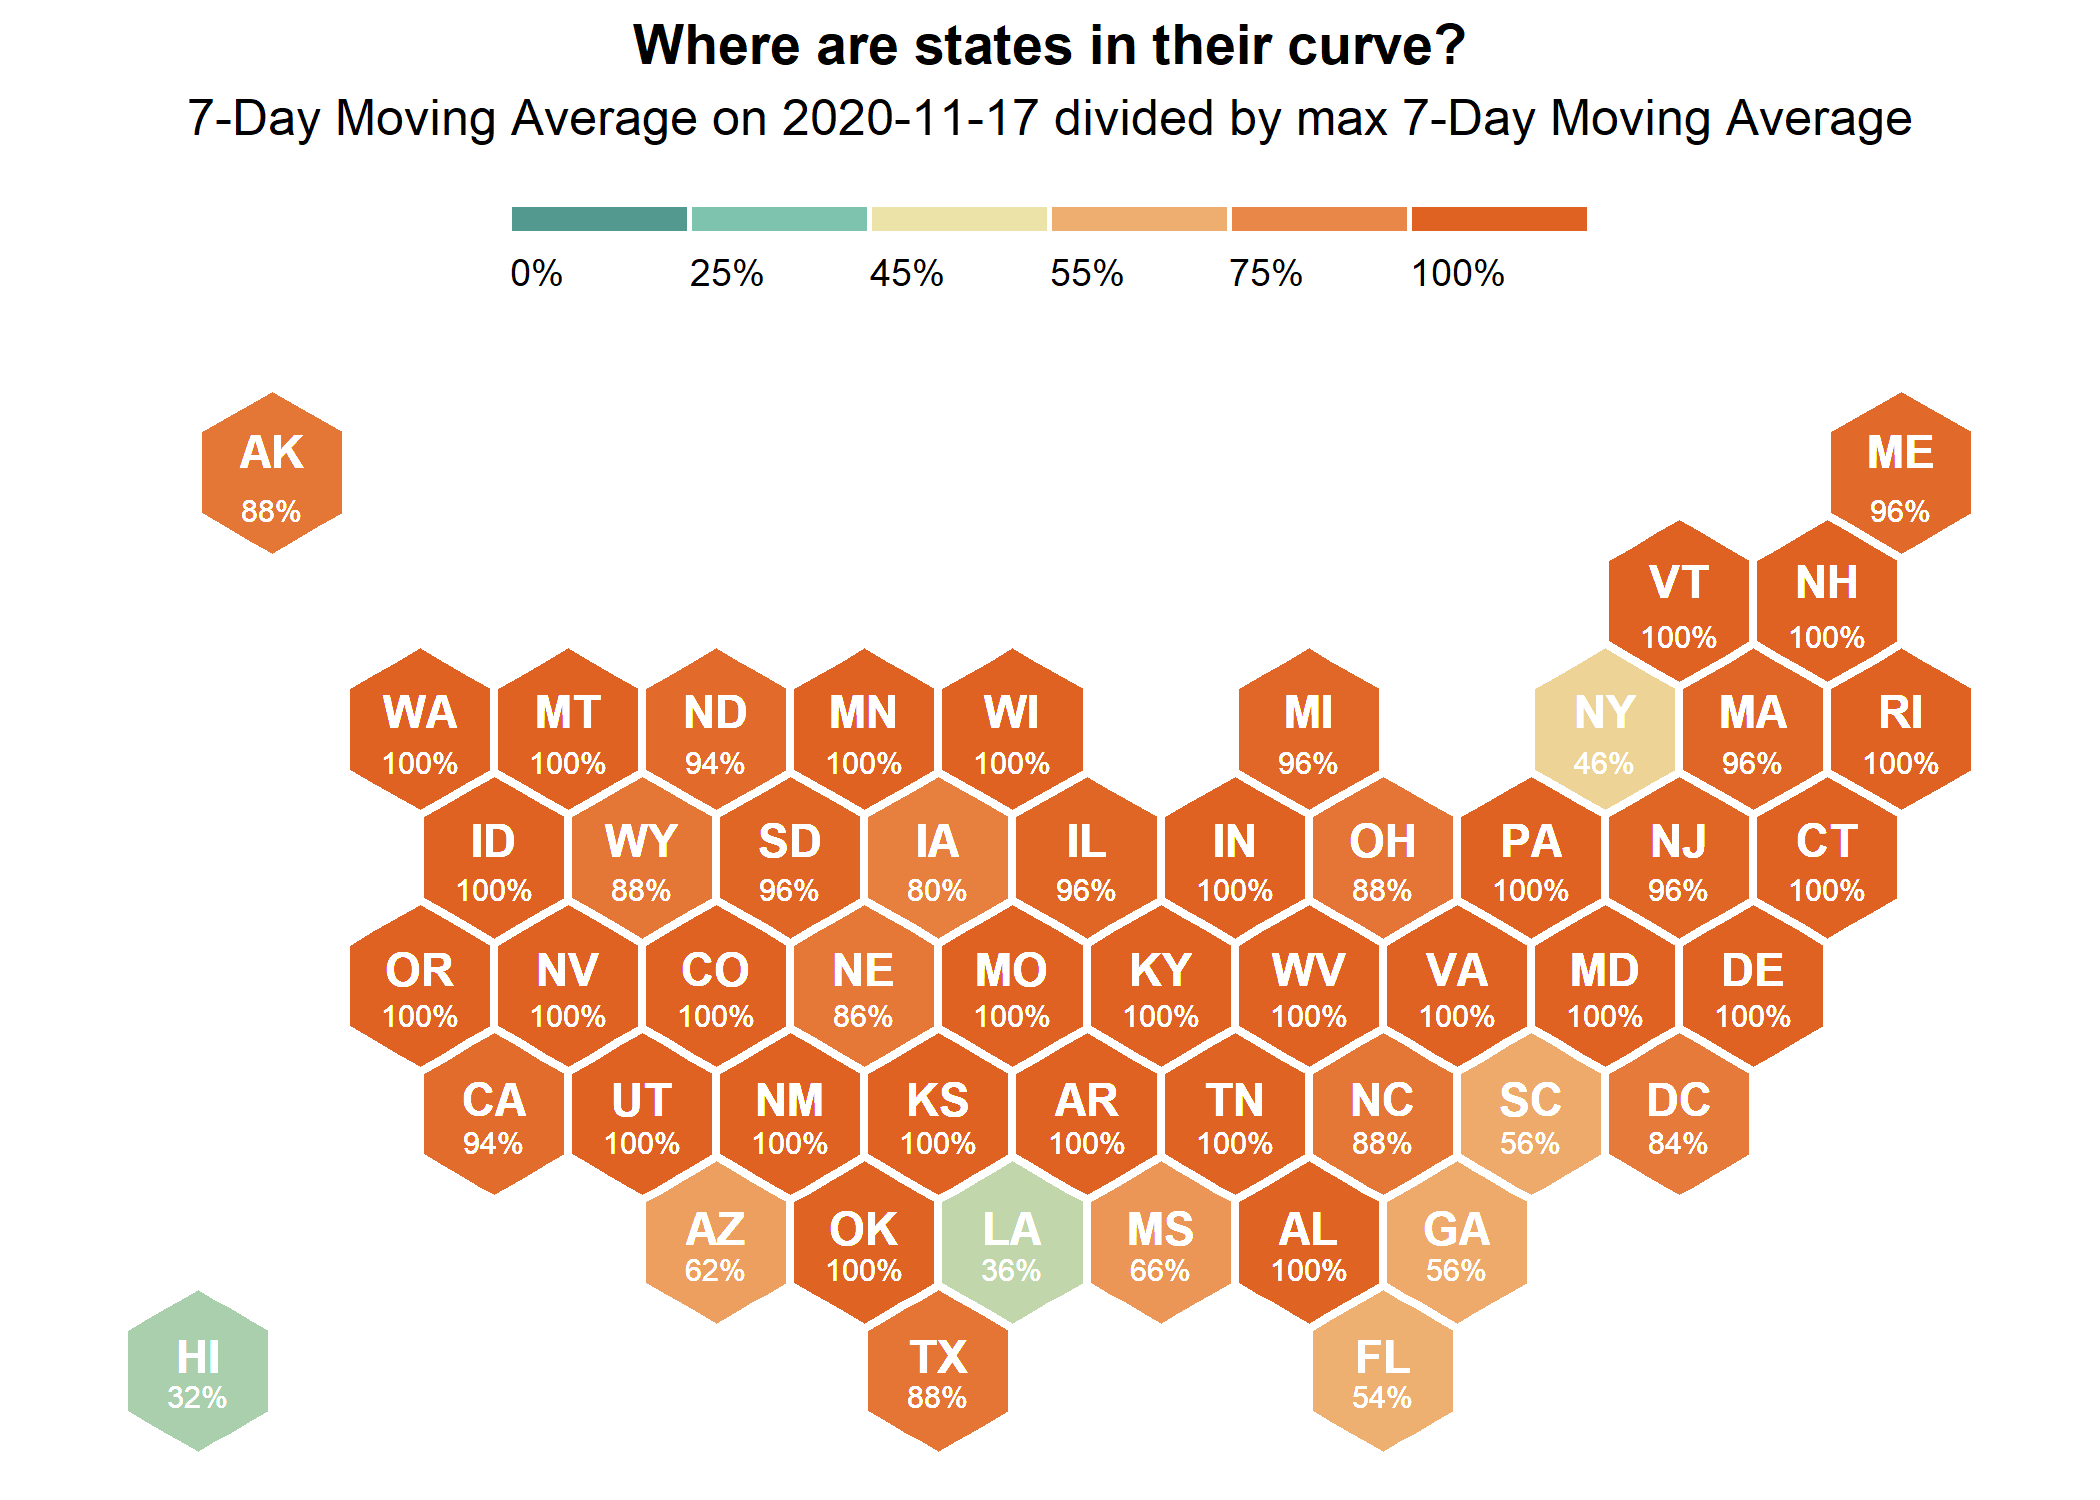 Where are states in their curve?
7-Day Moving Average on 2020-11-17 divided by max 7-Day Moving Average
0% 25% 45% 55% 75% 100%
AK ME
88% 96%
VT NH
100% 100%
WA MT ND MN WI MI NY MA RI
100% 100% 94% 100% 100% 96% 46% 96% 100%
ID WY SD IA IL IN OH PA NJ CT
100% 88% 96% 80% 96% 100% 88% 100% 96% 100%
OR NV CO NE MO KY WV VA MD DE
100% 100% 100% 86% 100% 100% 100% 100% 100% 100%
CA UT NM KS AR TN NC SC DC
94% 100% 100% 100% 100% 100% 88% 56% 84%
AZ OK LA MS AL GA
62% 100% 36% 66% 100% 56%
HI TX FL
32% 88% 54%